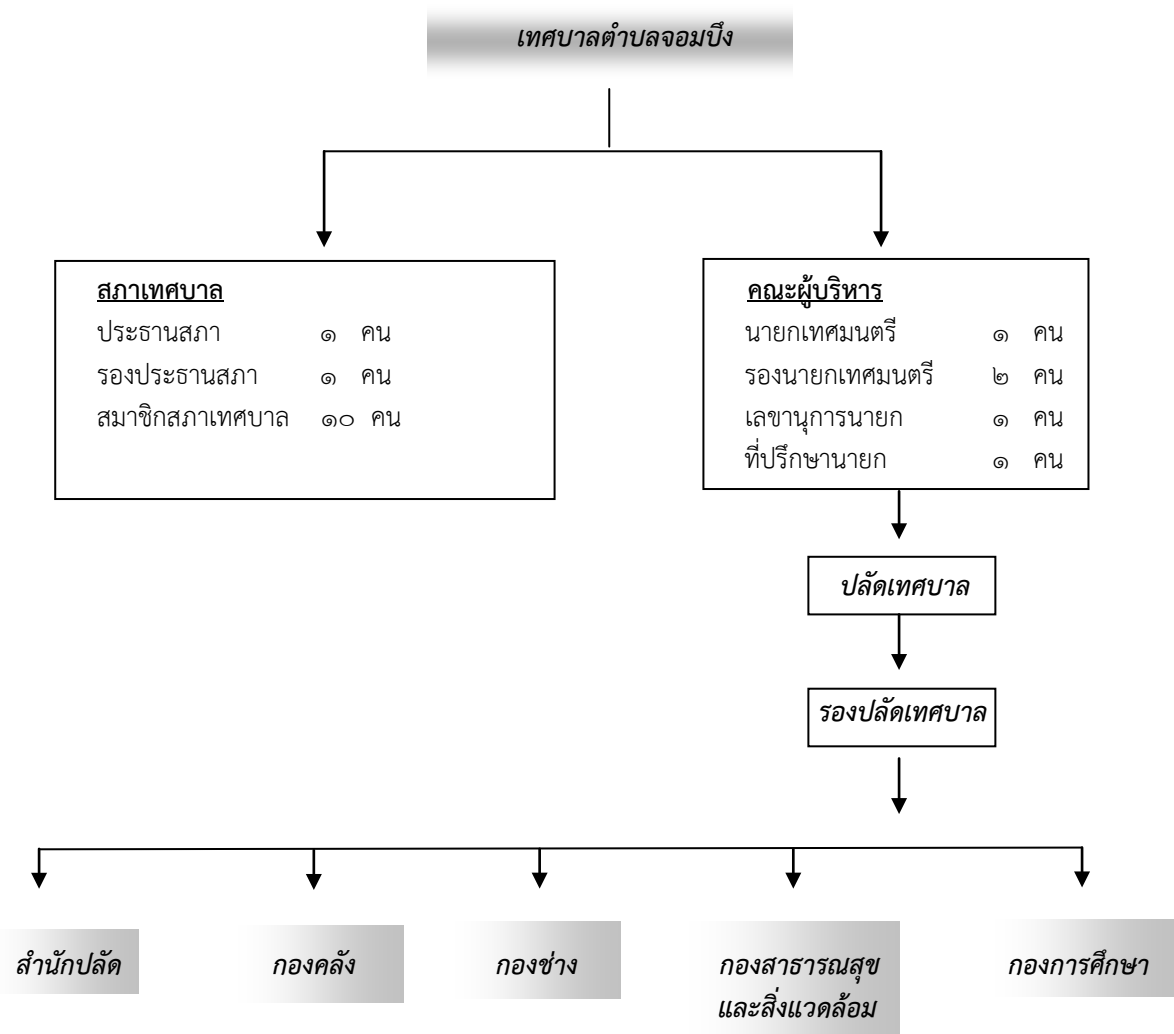 เทศบาลตำบลจอมบึง
สภาเทศบาล
ประธานสภา ๑ คน
รองประธานสภา ๑ คน
สมาชิกสภาเทศบาล ๑๐ คน
คณะผู้บริหาร
นายกเทศมนตรี ๑ คน
รองนายกเทศมนตรี ๒ คน
เลขานุการนายก ๑ คน
ที่ปรึกษานายก ๑ คน
ปลัดเทศบาล
รองปลัดเทศบาล
สำนักปลัด
กองคลัง
กองช่าง
กองสาธารณสุข
และสิ่งแวดล้อม
กองการศึกษา